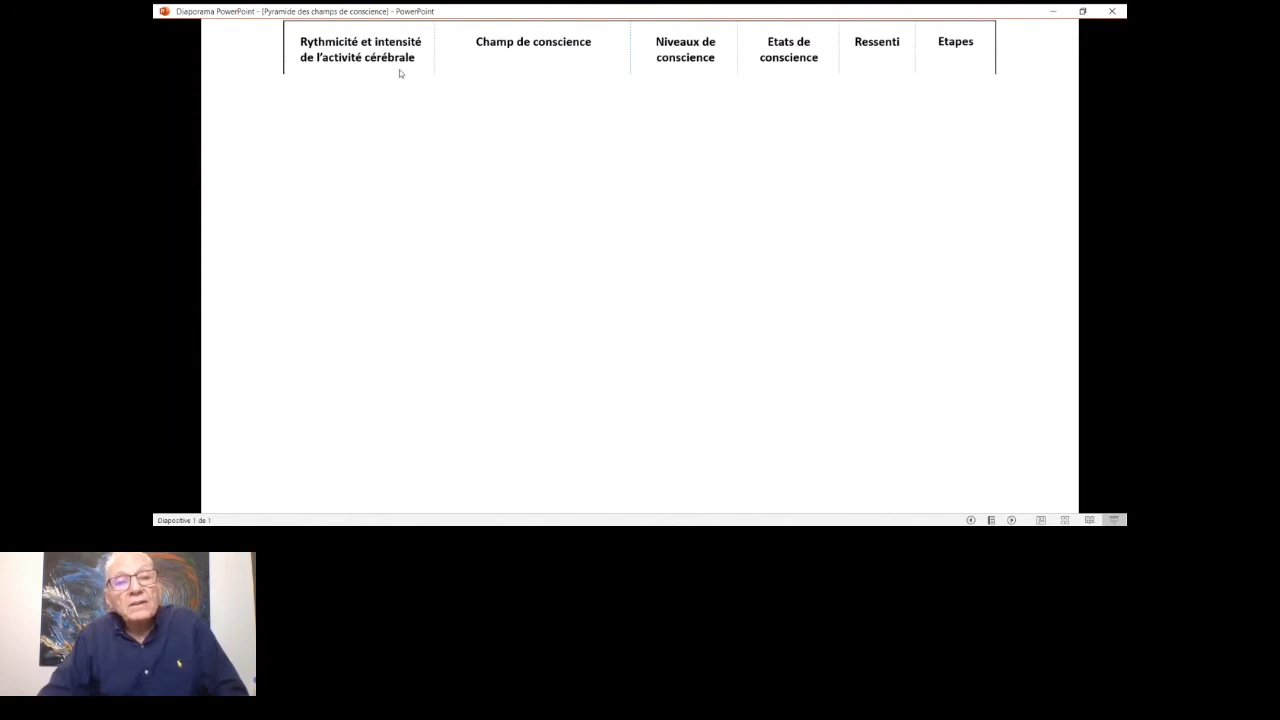 Diaporama PowerPoint - [Pyramide des champs de conscience] - PowerPoint
Rythmicité et intensité
de l'activité cérébrale
Champ de conscience
Niveaux de
conscience
Etats de
conscience
Ressenti
Etapes
Diapositive 1 de 1